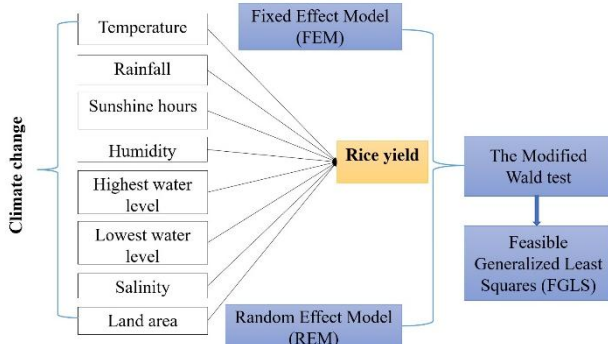 Climate change
Temperature
Rainfall
Sunshine hours
Humidity
Highest water
level
Lowest water
level
Salinity
Land area
Fixed Effect Model
(FEM)
Rice yield
Random Effect Model
(REM)
The Modified
Wald test
Feasible
Generalized Least
Squares (FGLS)